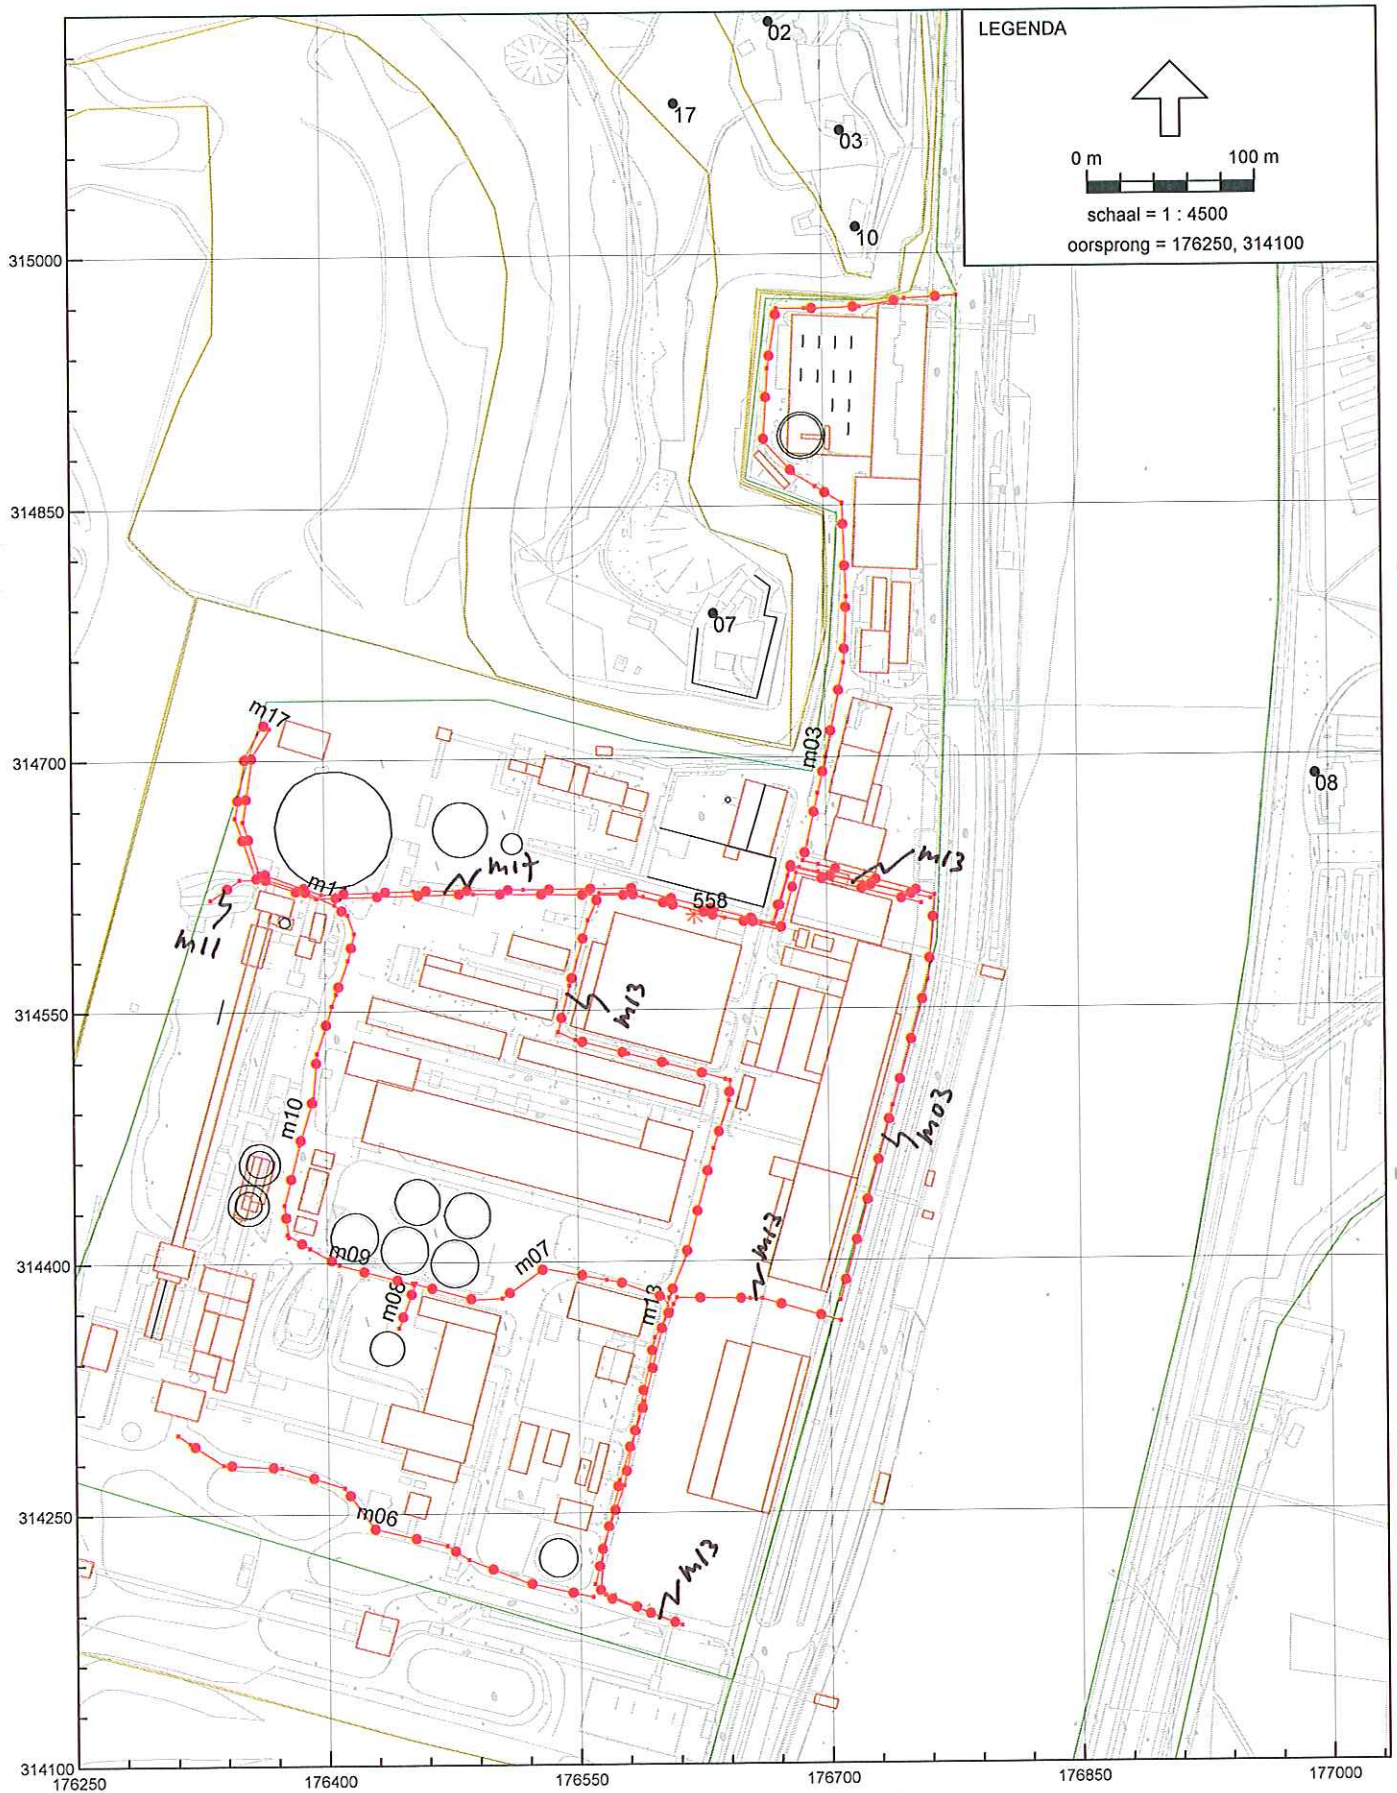 LEGENDA
0 m 100 m
schaal = 1 : 4500
oorsprong = 176250, 314100
02
17
03
10
315000
314850
07
m17
m03
314700
08
m13
m17
m11
558
m11
m13
314550
m10
m03
m13
314400
m09
m07
m08
m13
314250
m06
m13
314100
176250 176400 176550 176700 176850 177000